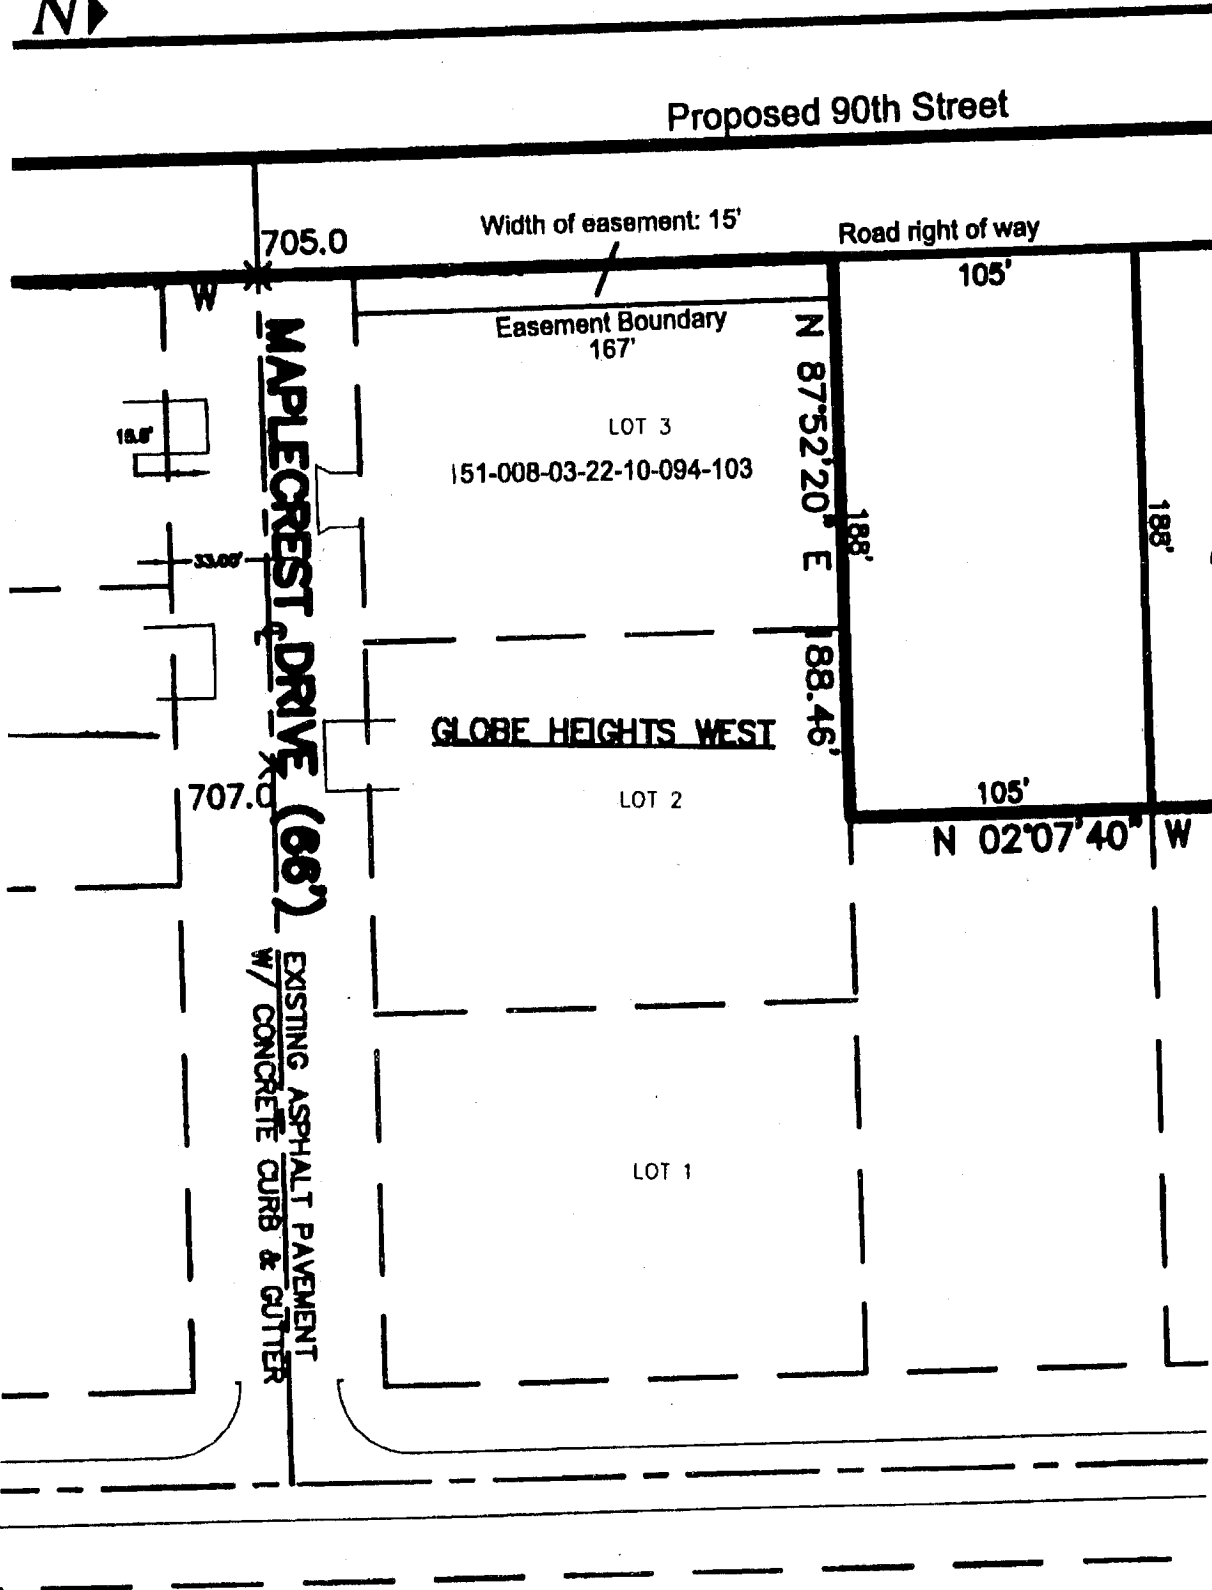 N
Proposed 90th Street
Width of easement: 15'
Road right of way
705.0
105'
W
Easement Boundary
167'
N 87°52'20" E 188.46'
LOT 3
151-008-03-22-10-094-103
188'
188'
MAPLECREST DRIVE (66')
33.00'
GLOBE HEIGHTS WEST
707.0
LOT 2
105'
N 02°07'40" W
EXISTING ASPHALT PAVEMENT
W/ CONCRETE CURB & GUTTER
LOT 1